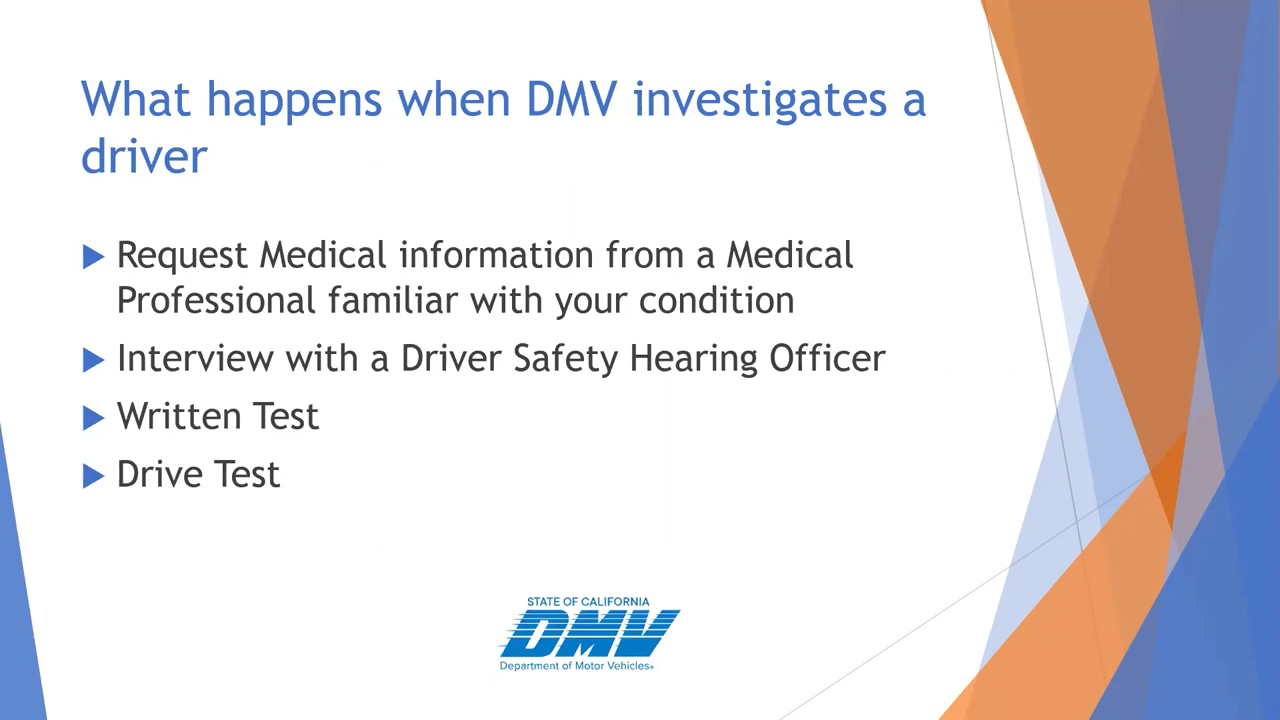 What happens when DMV investigates a
driver
Request Medical information from a Medical
Professional familiar with your condition
Interview with a Driver Safety Hearing Officer
Written Test
Drive Test
STATE OF CALIFORNIA
DMV
Department of Motor Vehicles®